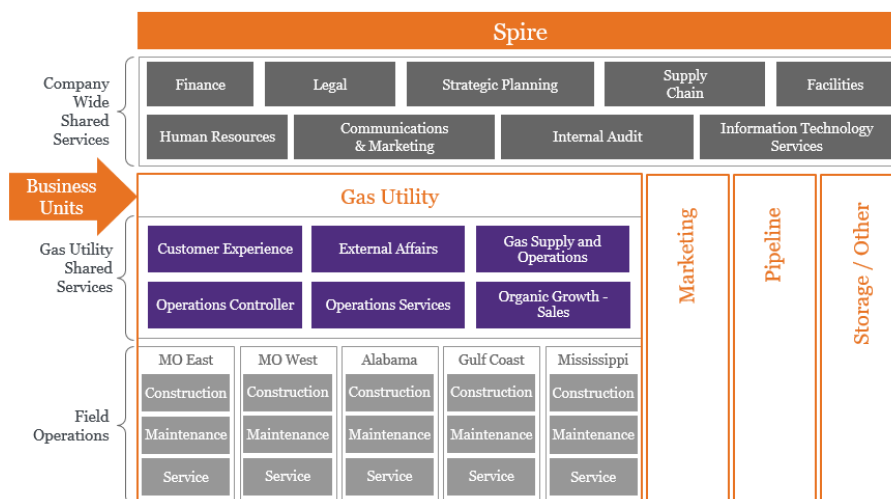 Spire
Company
Wide
Shared
Services
Finance
Legal
Strategic Planning
Supply
Chain
Facilities
Human Resources
Communications
& Marketing
Internal Audit
Information Technology
Services
Business
Units
Gas Utility
Marketing
Pipeline
Storage / Other
Gas Utility
Shared
Services
Customer Experience
External Affairs
Gas Supply and
Operations
Operations Controller
Operations Services
Organic Growth -
Sales
Field
Operations
MO East
MO West
Alabama
Gulf Coast
Mississippi
Construction
Construction
Construction
Construction
Construction
Maintenance
Maintenance
Maintenance
Maintenance
Maintenance
Service
Service
Service
Service
Service